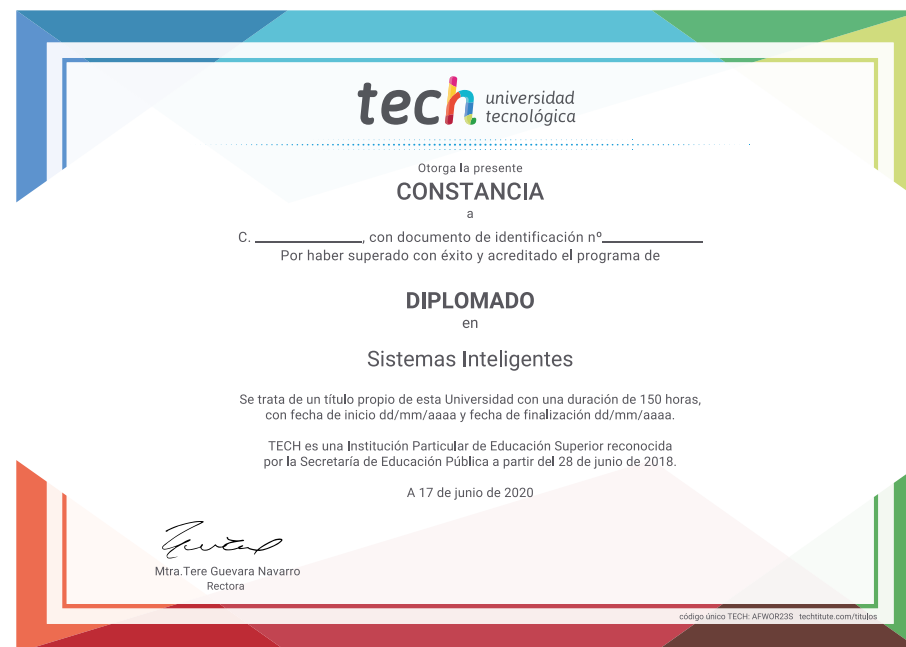 tech universidad
tecnológica
Otorga la presente
CONSTANCIA
a
C. ______________, con documento de identificación nº_____________
Por haber superado con éxito y acreditado el programa de
DIPLOMADO
en
Sistemas Inteligentes
Se trata de un título propio de esta Universidad con una duración de 150 horas,
con fecha de inicio dd/mm/aaaa y fecha de finalización dd/mm/aaaa.
TECH es una Institución Particular de Educación Superior reconocida
por la Secretaría de Educación Pública a partir del 28 de junio de 2018.
A 17 de junio de 2020
Mtra.Tere Guevara Navarro
Rectora
código único TECH: AFWOR23S techtitute.com/titulos